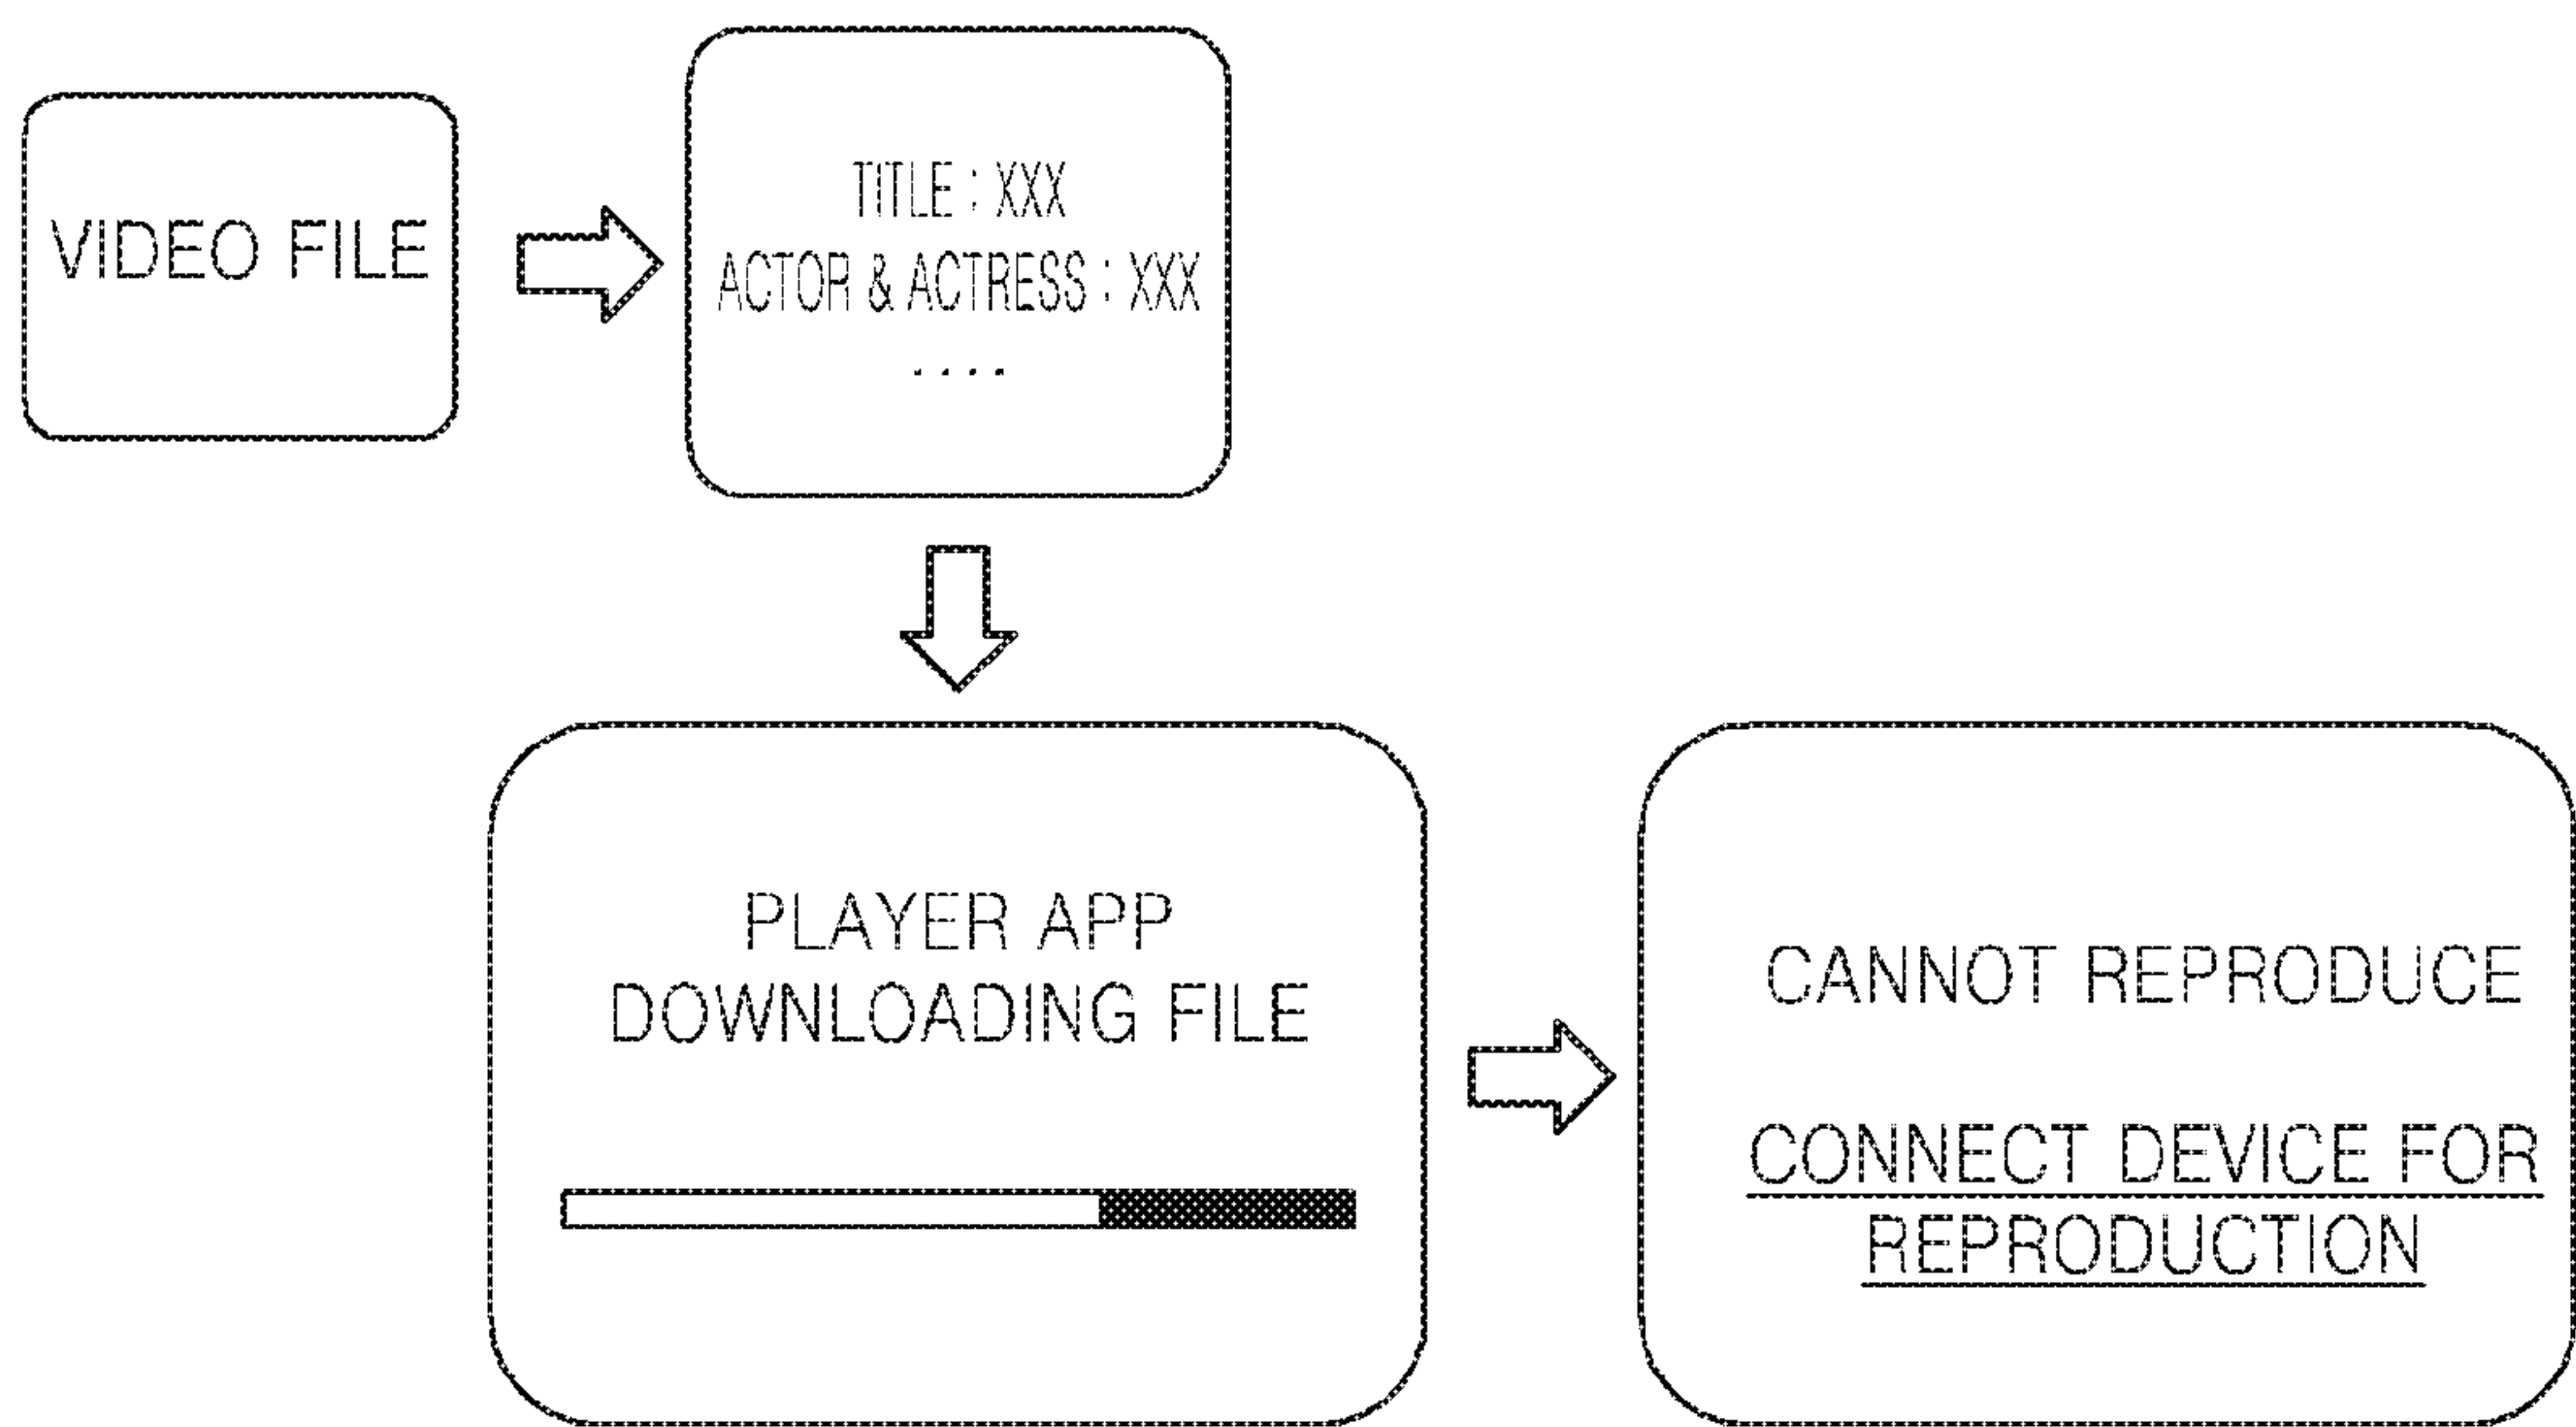 VIDEO FILE
TITLE : XXX
ACTOR & ACTRESS : XXX
....
PLAYER APP
DOWNLOADING FILE
CANNOT REPRODUCE
CONNECT DEVICE FOR
REPRODUCTION